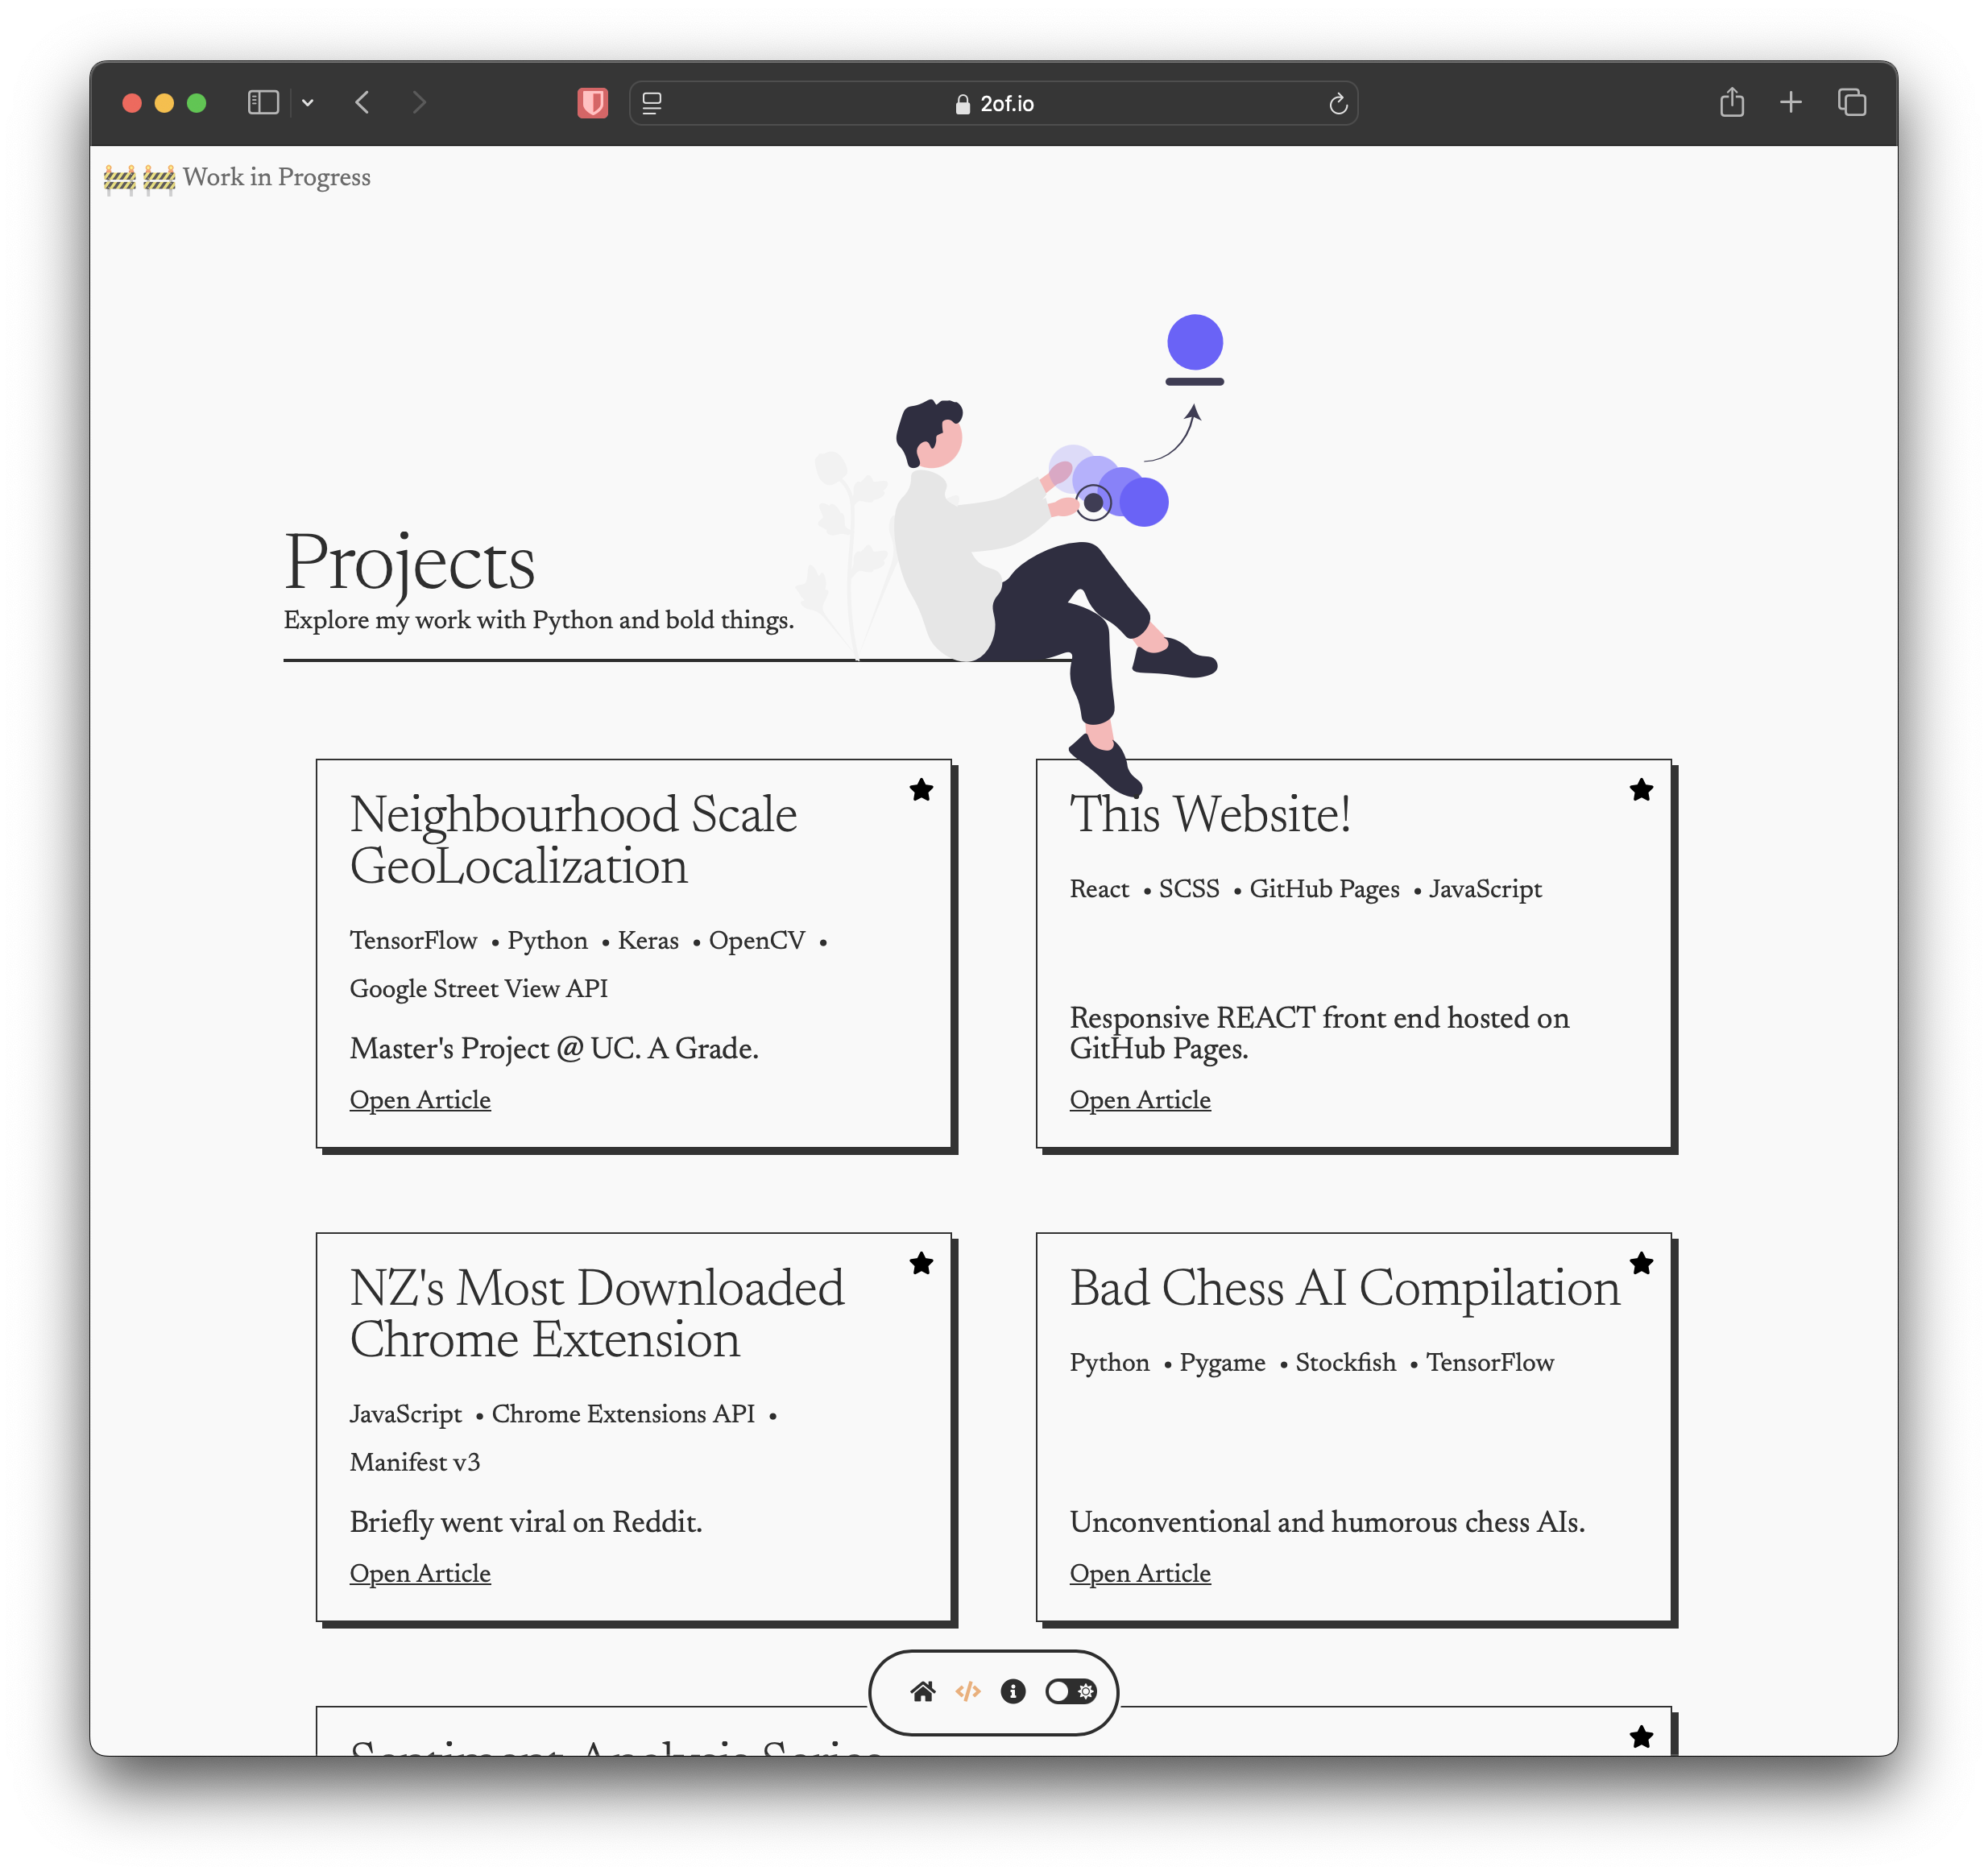 2of.io
🚧 🚧 Work in Progress
Projects
Explore my work with Python and bold things.
Neighbourhood Scale
GeoLocalization
TensorFlow • Python • Keras • OpenCV •
Google Street View API
Master's Project @ UC. A Grade.
Open Article
This Website!
React • SCSS • GitHub Pages • JavaScript
Responsive REACT front end hosted on
GitHub Pages.
Open Article
NZ's Most Downloaded
Chrome Extension
JavaScript • Chrome Extensions API •
Manifest v3
Briefly went viral on Reddit.
Open Article
Bad Chess AI Compilation
Python • Pygame • Stockfish • TensorFlow
Unconventional and humorous chess AIs.
Open Article
Sentiment Analysis Series